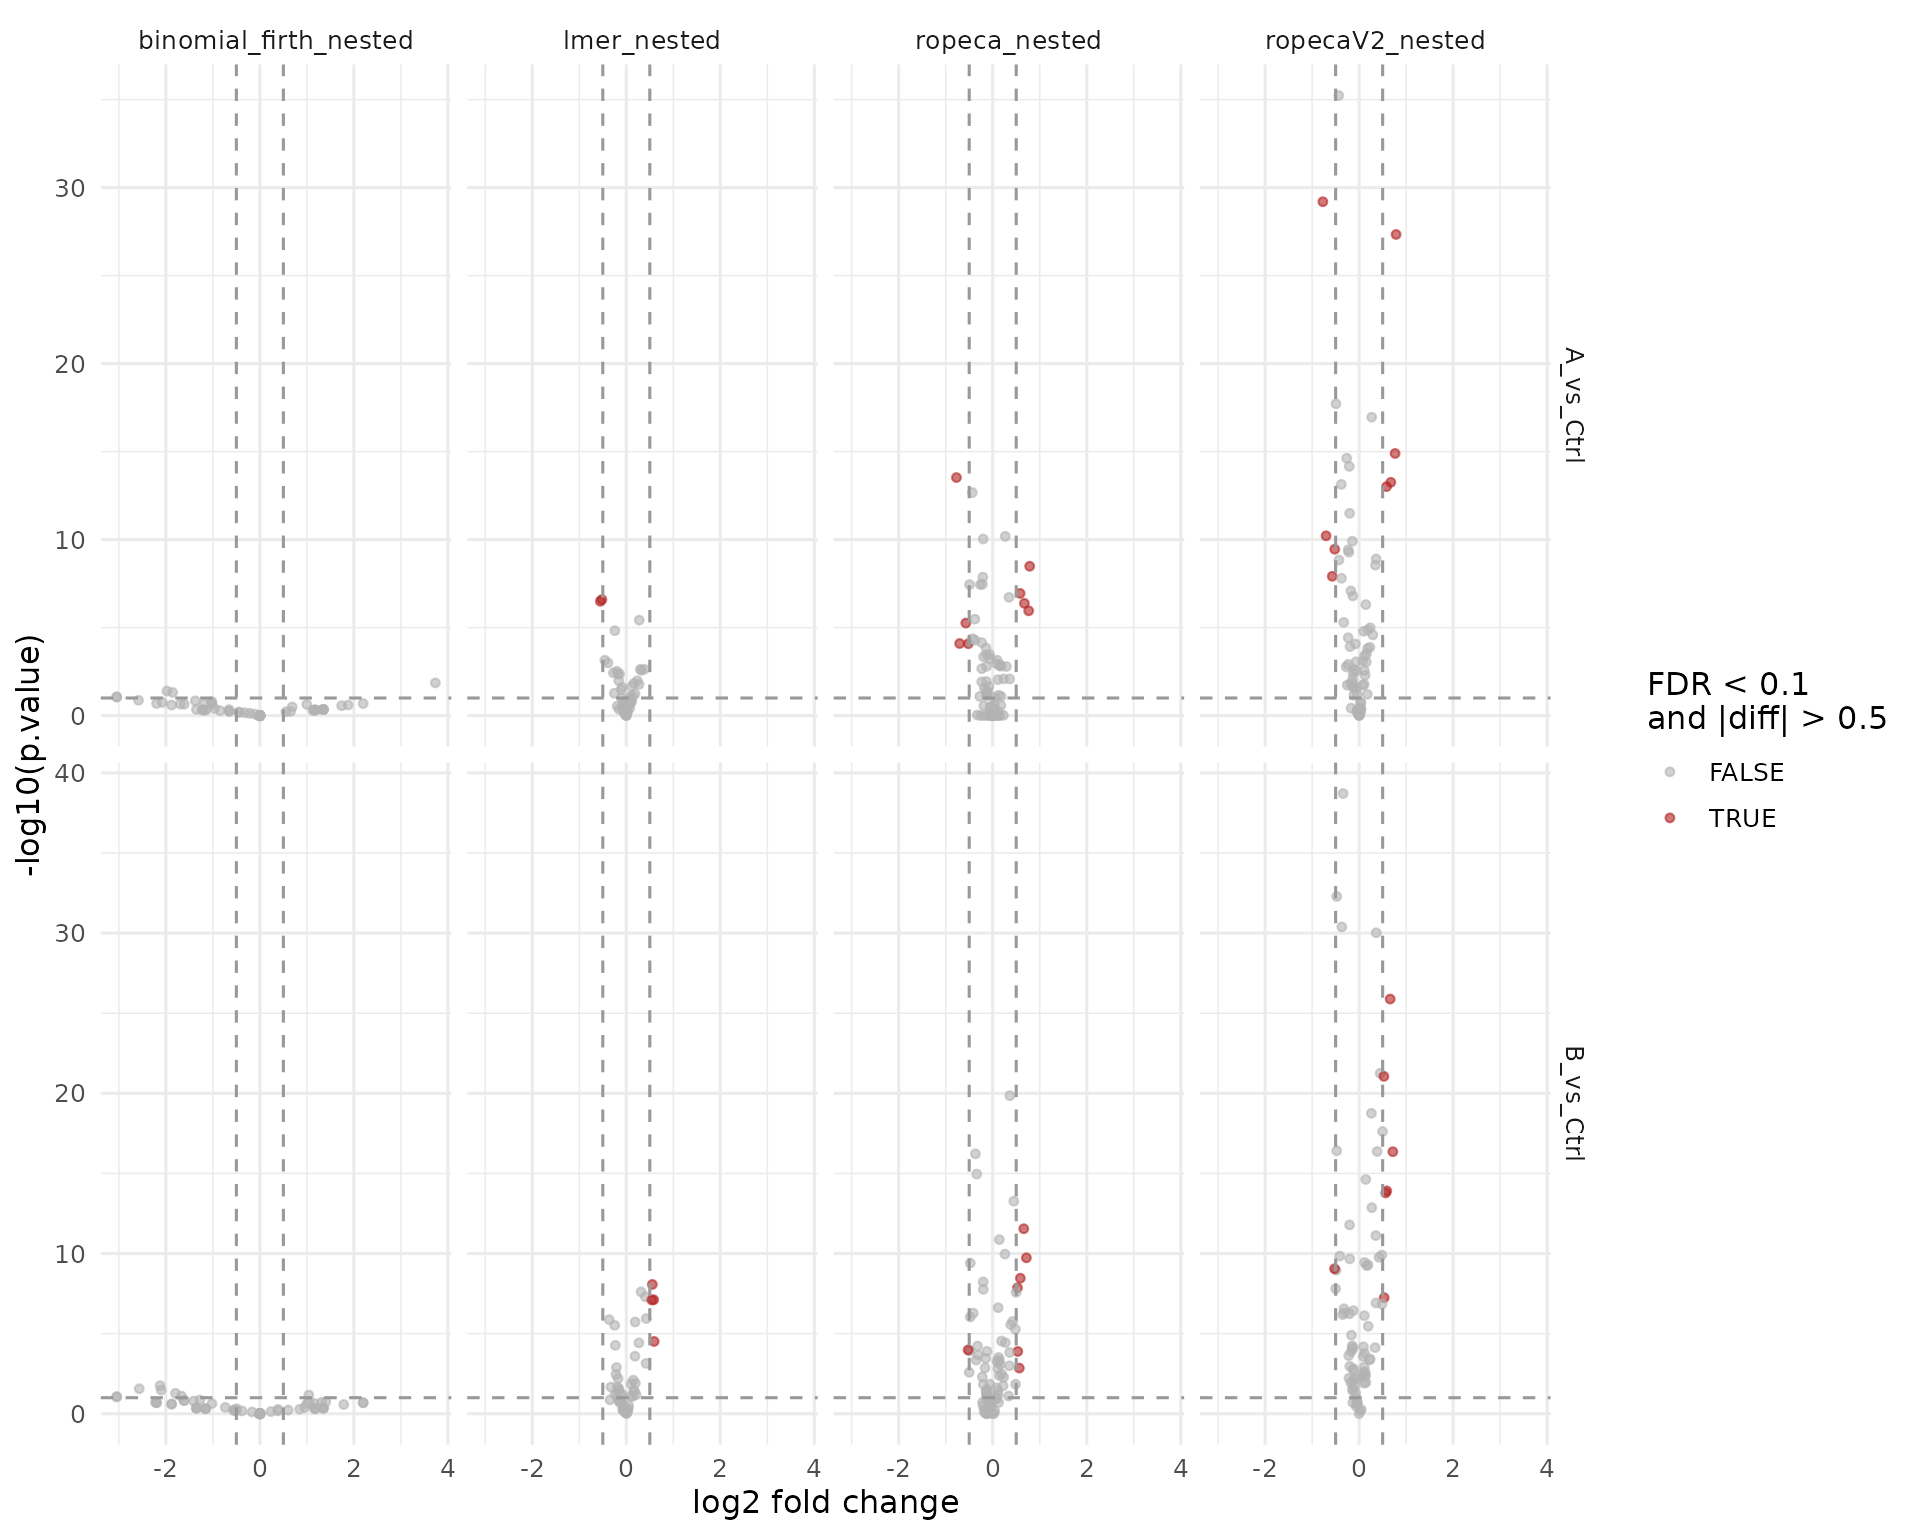 binomial_firth_nested
lmer_nested
ropeca_nested
ropecaV2_nested
30
20
10
0
A_vs_Ctrl
40
30
20
10
0
B_vs_Ctrl
-log10(p.value)
-2 0 2 4
-2 0 2 4
-2 0 2 4
-2 0 2 4
log2 fold change
FDR < 0.1
and |diff| > 0.5
FALSE
TRUE